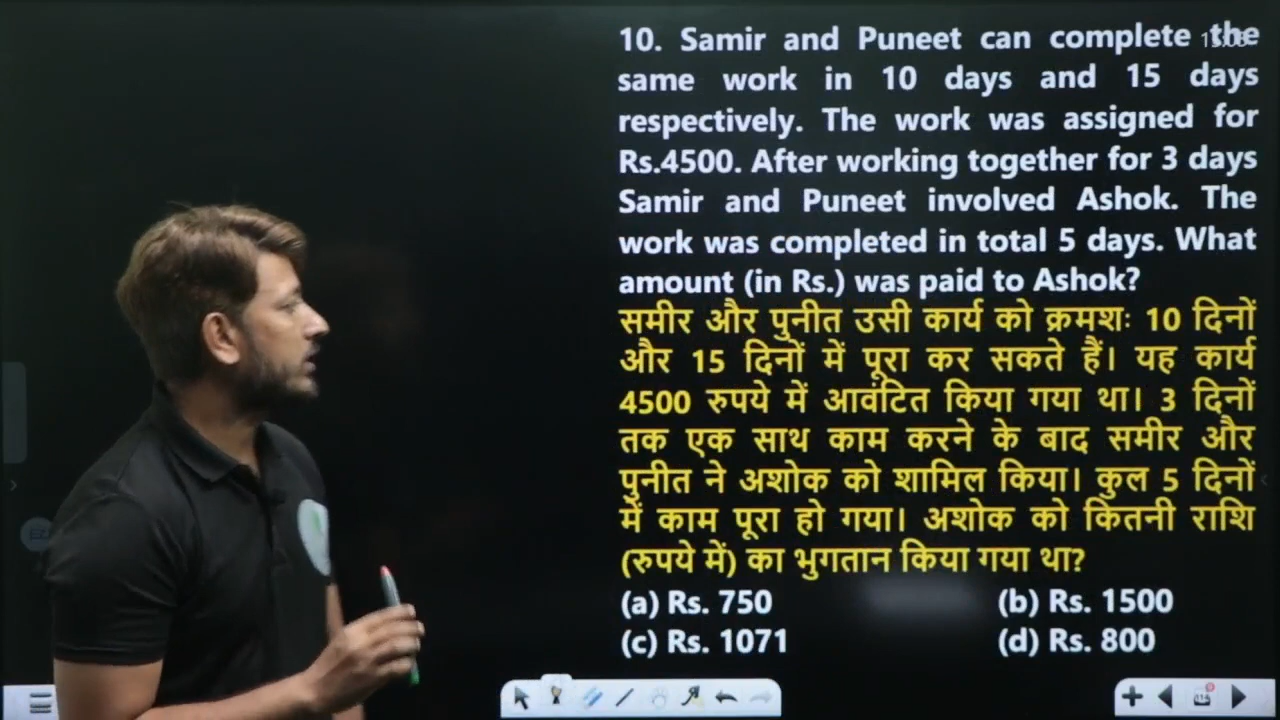 10. Samir and Puneet can complete the
same work in 10 days and 15 days
respectively. The work was assigned for
Rs.4500. After working together for 3 days
Samir and Puneet involved Ashok. The
work was completed in total 5 days. What
amount (in Rs.) was paid to Ashok?
समीर और पुनीत उसी कार्य को क्रमशः 10 दिनों
और 15 दिनों में पूरा कर सकते हैं। यह कार्य
4500 रुपये में आवंटित किया गया था। 3 दिनों
तक एक साथ काम करने के बाद समीर और
पुनीत ने अशोक को शामिल किया। कुल 5 दिनों
में काम पूरा हो गया। अशोक को कितनी राशि
(रुपये में) का भुगतान किया गया था?
(a) Rs. 750 (b) Rs. 1500
(c) Rs. 1071 (d) Rs. 800